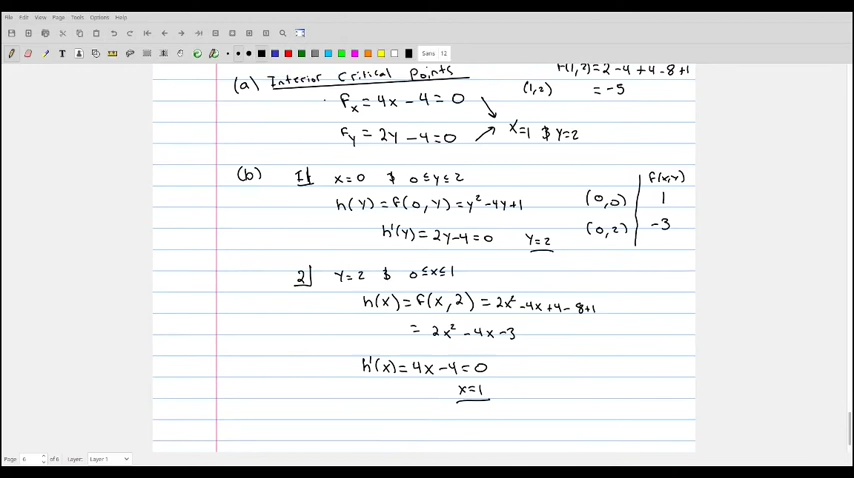 File Edit View Page Tools Options Help
Sans 12
f(1,2) = 2 - 4 + 4 - 8 + 1
(a) Interior Critical Points
(1,2) = -5
fx = 4x - 4 = 0
fy = 2y - 4 = 0
x=1 $ y=2
(b) 1 x=0 $ 0≤y≤2
h(y) = f(0,y) = y² - 4y + 1
h'(y) = 2y - 4 = 0 y=2
f(x,y)
(0,0) 1
(0,2) -3
2 y=2 $ 0≤x≤1
h(x) = f(x,2) = 2x² - 4x + 4 - 8 + 1
= 2x² - 4x - 3
h'(x) = 4x - 4 = 0
x=1
Page 6 of 6 Layer: Layer 1